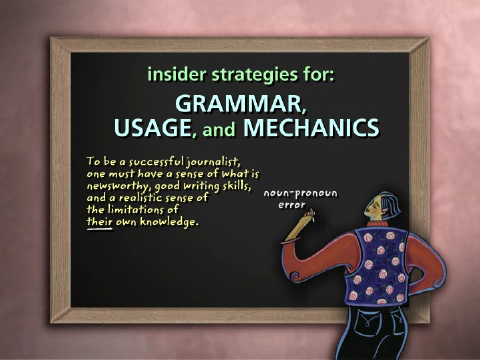 insider strategies for:
GRAMMAR,
USAGE, and MECHANICS
To be a successful journalist,
one must have a sense of what is
newsworthy, good writing skills,
and a realistic sense of
the limitations of
their own knowledge.
noun-pronoun
error